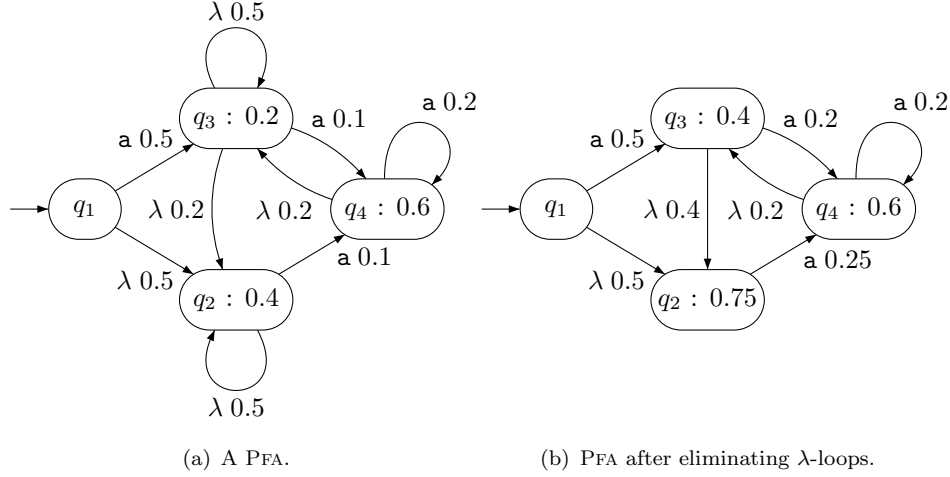 λ 0.5
q₃ : 0.2
a 0.1
a 0.2
a 0.5
q₁
λ 0.2
λ 0.2
q₄ : 0.6
a 0.1
λ 0.5
q₂ : 0.4
λ 0.5
(a) A PFA.
q₃ : 0.4
a 0.2
a 0.2
a 0.5
q₁
λ 0.4
λ 0.2
q₄ : 0.6
a 0.25
λ 0.5
q₂ : 0.75
(b) PFA after eliminating λ-loops.